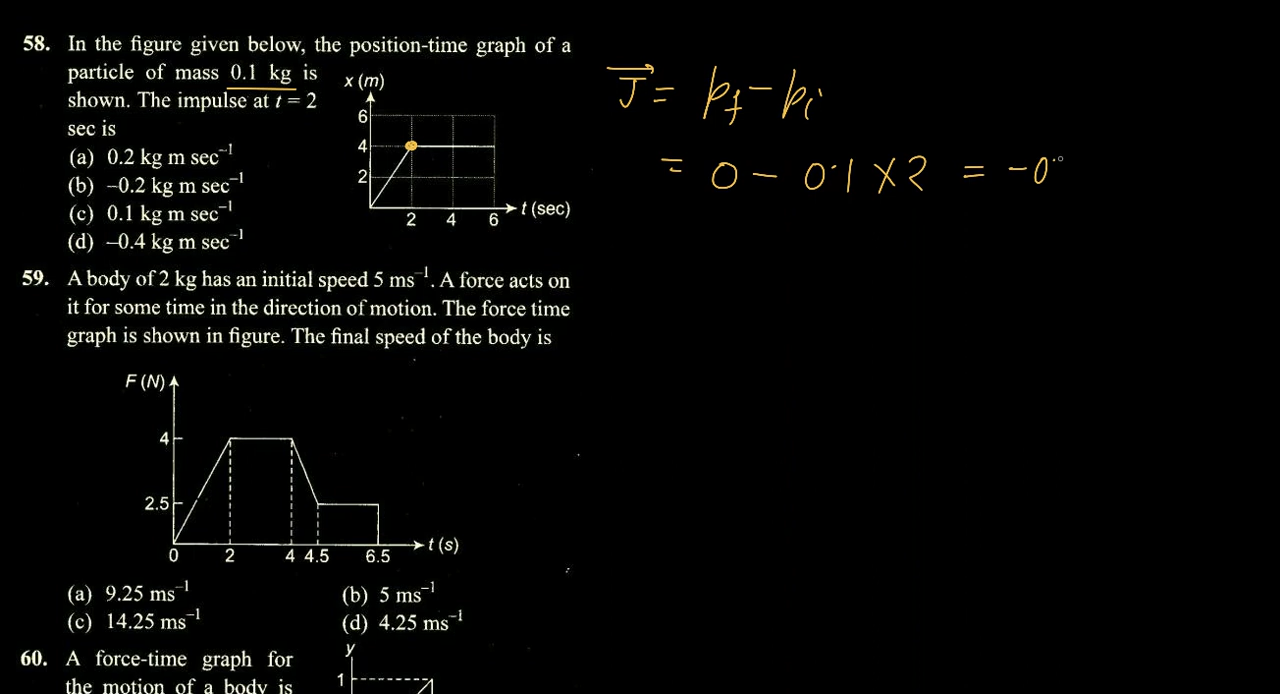 58. In the figure given below, the position-time graph of a
particle of mass 0.1 kg is
shown. The impulse at t = 2
sec is
(a) 0.2 kg m sec⁻¹
(b) −0.2 kg m sec⁻¹
(c) 0.1 kg m sec⁻¹
(d) −0.4 kg m sec⁻¹
x (m)
6
4
2
2 4 6 t (sec)
J⃗ = pf − pi
= 0 − 0.1 × 2 = −0.
59. A body of 2 kg has an initial speed 5 ms⁻¹. A force acts on
it for some time in the direction of motion. The force time
graph is shown in figure. The final speed of the body is
F (N)
4
2.5
0 2 4 4.5 6.5 t (s)
(a) 9.25 ms⁻¹ (b) 5 ms⁻¹
(c) 14.25 ms⁻¹ (d) 4.25 ms⁻¹
60. A force-time graph for
the motion of a body is
y
1